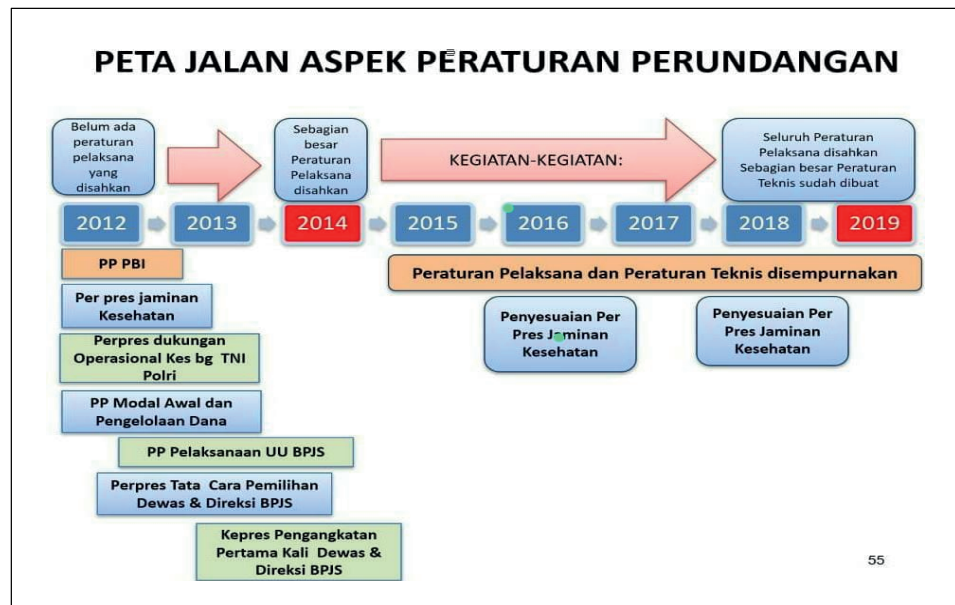 PETA JALAN ASPEK PERATURAN PERUNDANGAN
Belum ada
peraturan
pelaksana
yang
disahkan
Sebagian
besar
Peraturan
Pelaksana
disahkan
KEGIATAN-KEGIATAN:
Seluruh Peraturan
Pelaksana disahkan
Sebagian besar Peraturan
Teknis sudah dibuat
2012
2013
2014
2015
2016
2017
2018
2019
PP PBI
Per pres jaminan
Kesehatan
Perpres dukungan
Operasional Kes bg TNI
Polri
PP Modal Awal dan
Pengelolaan Dana
PP Pelaksanaan UU BPJS
Perpres Tata Cara Pemilihan
Dewas & Direksi BPJS
Kepres Pengangkatan
Pertama Kali Dewas &
Direksi BPJS
Peraturan Pelaksana dan Peraturan Teknis disempurnakan
Penyesuaian Per
Pres Jaminan
Kesehatan
Penyesuaian Per
Pres Jaminan
Kesehatan
55